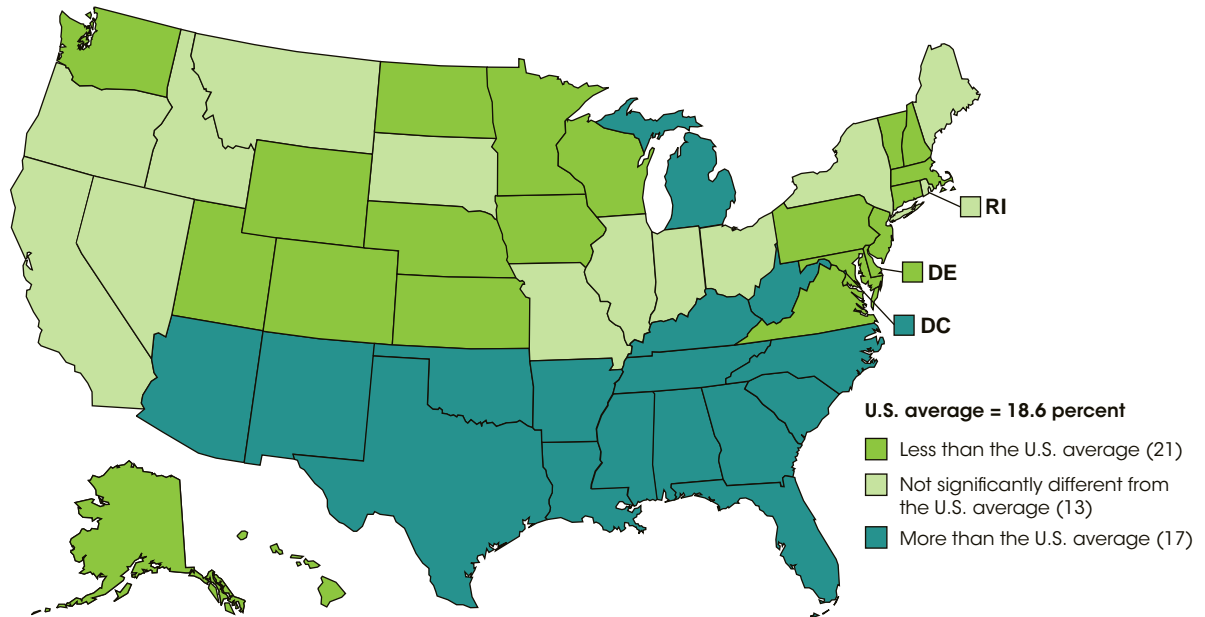 RI
DE
DC
U.S. average = 18.6 percent
Less than the U.S. average (21)
Not significantly different from
the U.S. average (13)
More than the U.S. average (17)